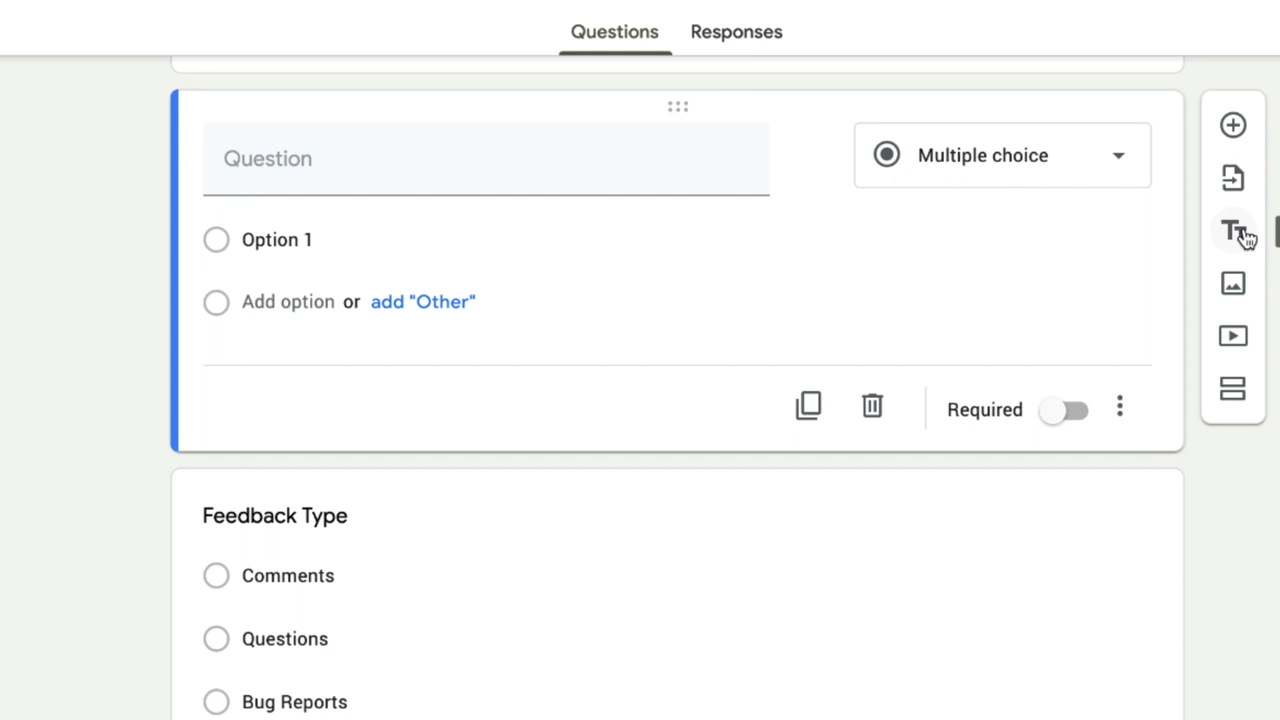 Questions Responses
Question
Multiple choice
Option 1
Add option or add "Other"
Required
Feedback Type
Comments
Questions
Bug Reports